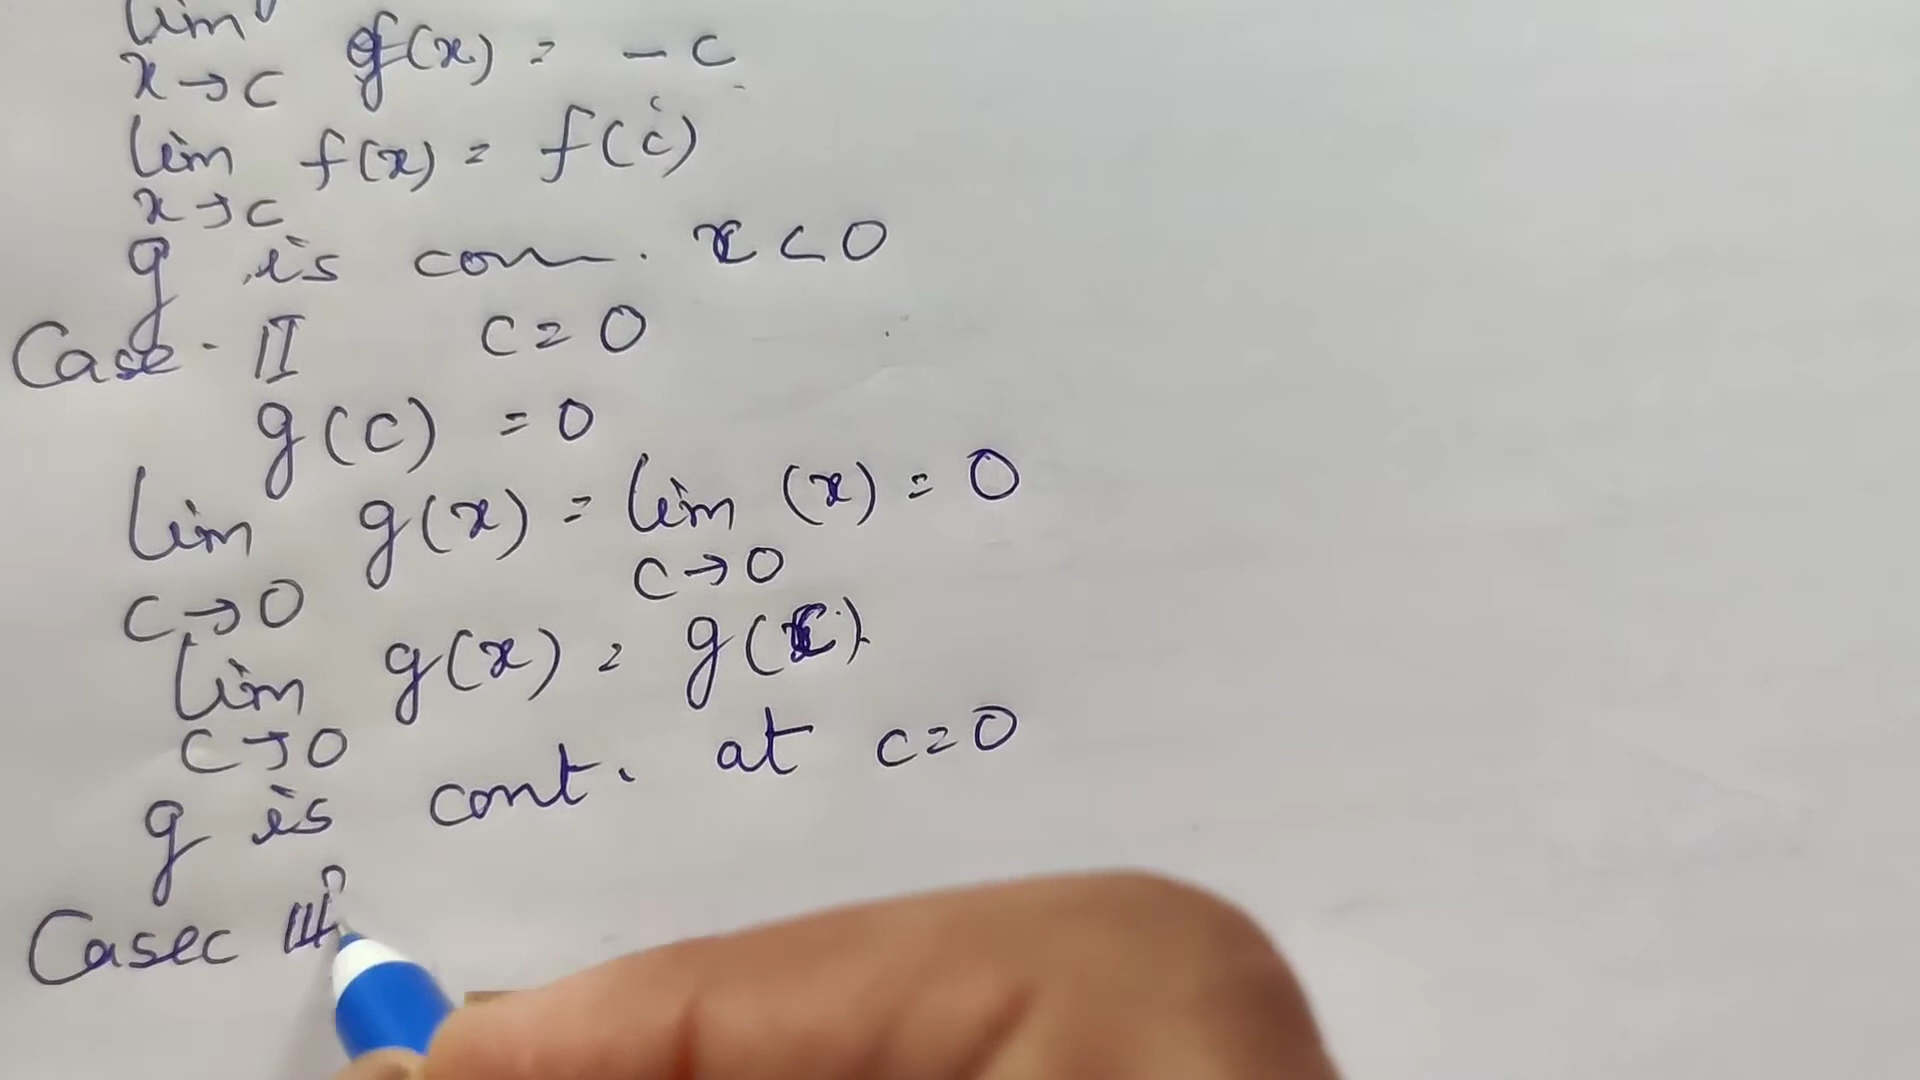 lim g(x) = - c
x→c
lim f(x) = f(c)
x→c
g is con. x < 0
Case - II c = 0
g(c) = 0
lim g(x) = lim (x) = 0
c→0 c→0
lim g(x) = g(c)
c→0
g is cont. at c = 0
Casec III